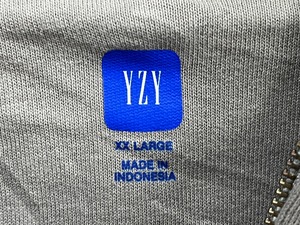 YZY
XX LARGE
MADE IN
INDONESIA